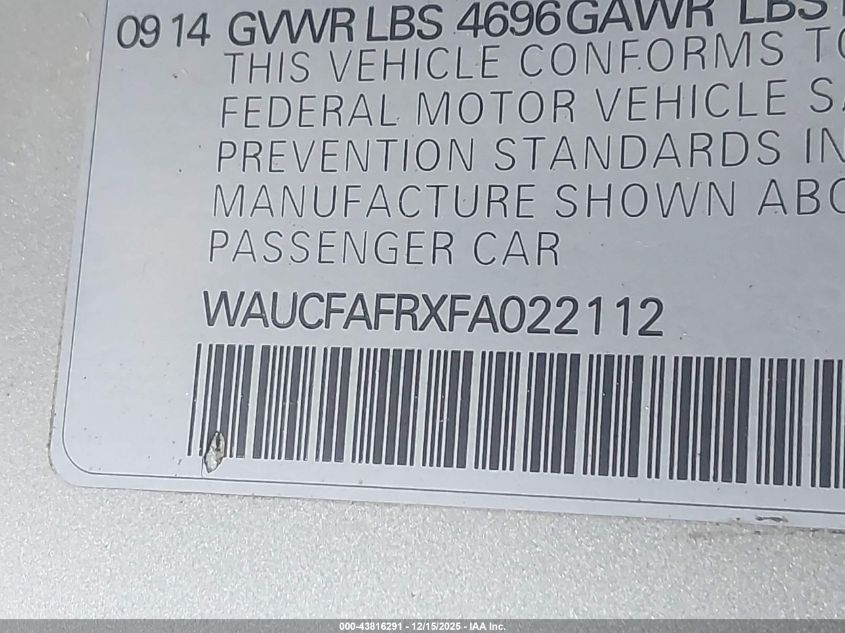 09 14 GVWR LBS 4696 GAWR LBS
THIS VEHICLE CONFORMS TO
FEDERAL MOTOR VEHICLE SA
PREVENTION STANDARDS IN
MANUFACTURE SHOWN ABO
PASSENGER CAR
WAUCFAFRXFA022112
000-43816291 - 12/15/2025 - IAA Inc.